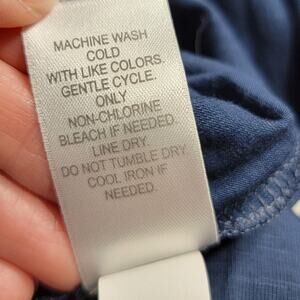 MACHINE WASH
COLD
WITH LIKE COLORS.
GENTLE CYCLE.
ONLY
NON-CHLORINE
BLEACH IF NEEDED.
LINE DRY.
DO NOT TUMBLE DRY.
COOL IRON IF
NEEDED.